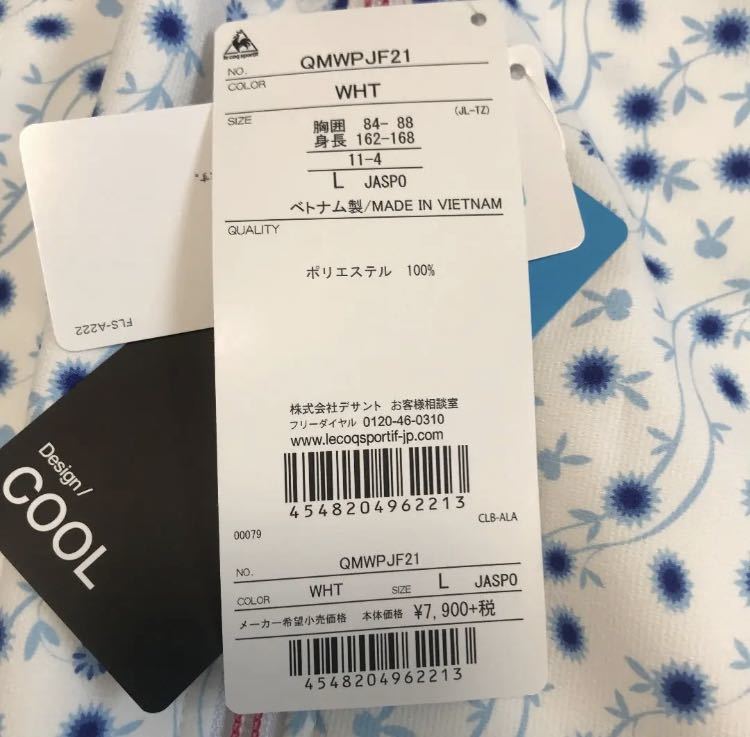 le coq sportif
NO. QMWPJF21
COLOR WHT
SIZE (JL-TZ)
胸囲 84- 88
身長 162-168
11-4
L JASPO
ベトナム製/MADE IN VIETNAM
QUALITY
ポリエステル 100%
株式会社デサント お客様相談室
フリーダイヤル 0120-46-0310
www.lecoqsportif-jp.com
4548204962213
00079 CLB-ALA
NO. QMWPJF21
COLOR WHT SIZE L JASPO
メーカー希望小売価格 本体価格 ¥7,900+税
4548204962213
す。
FLS-A222
Design/
COOL